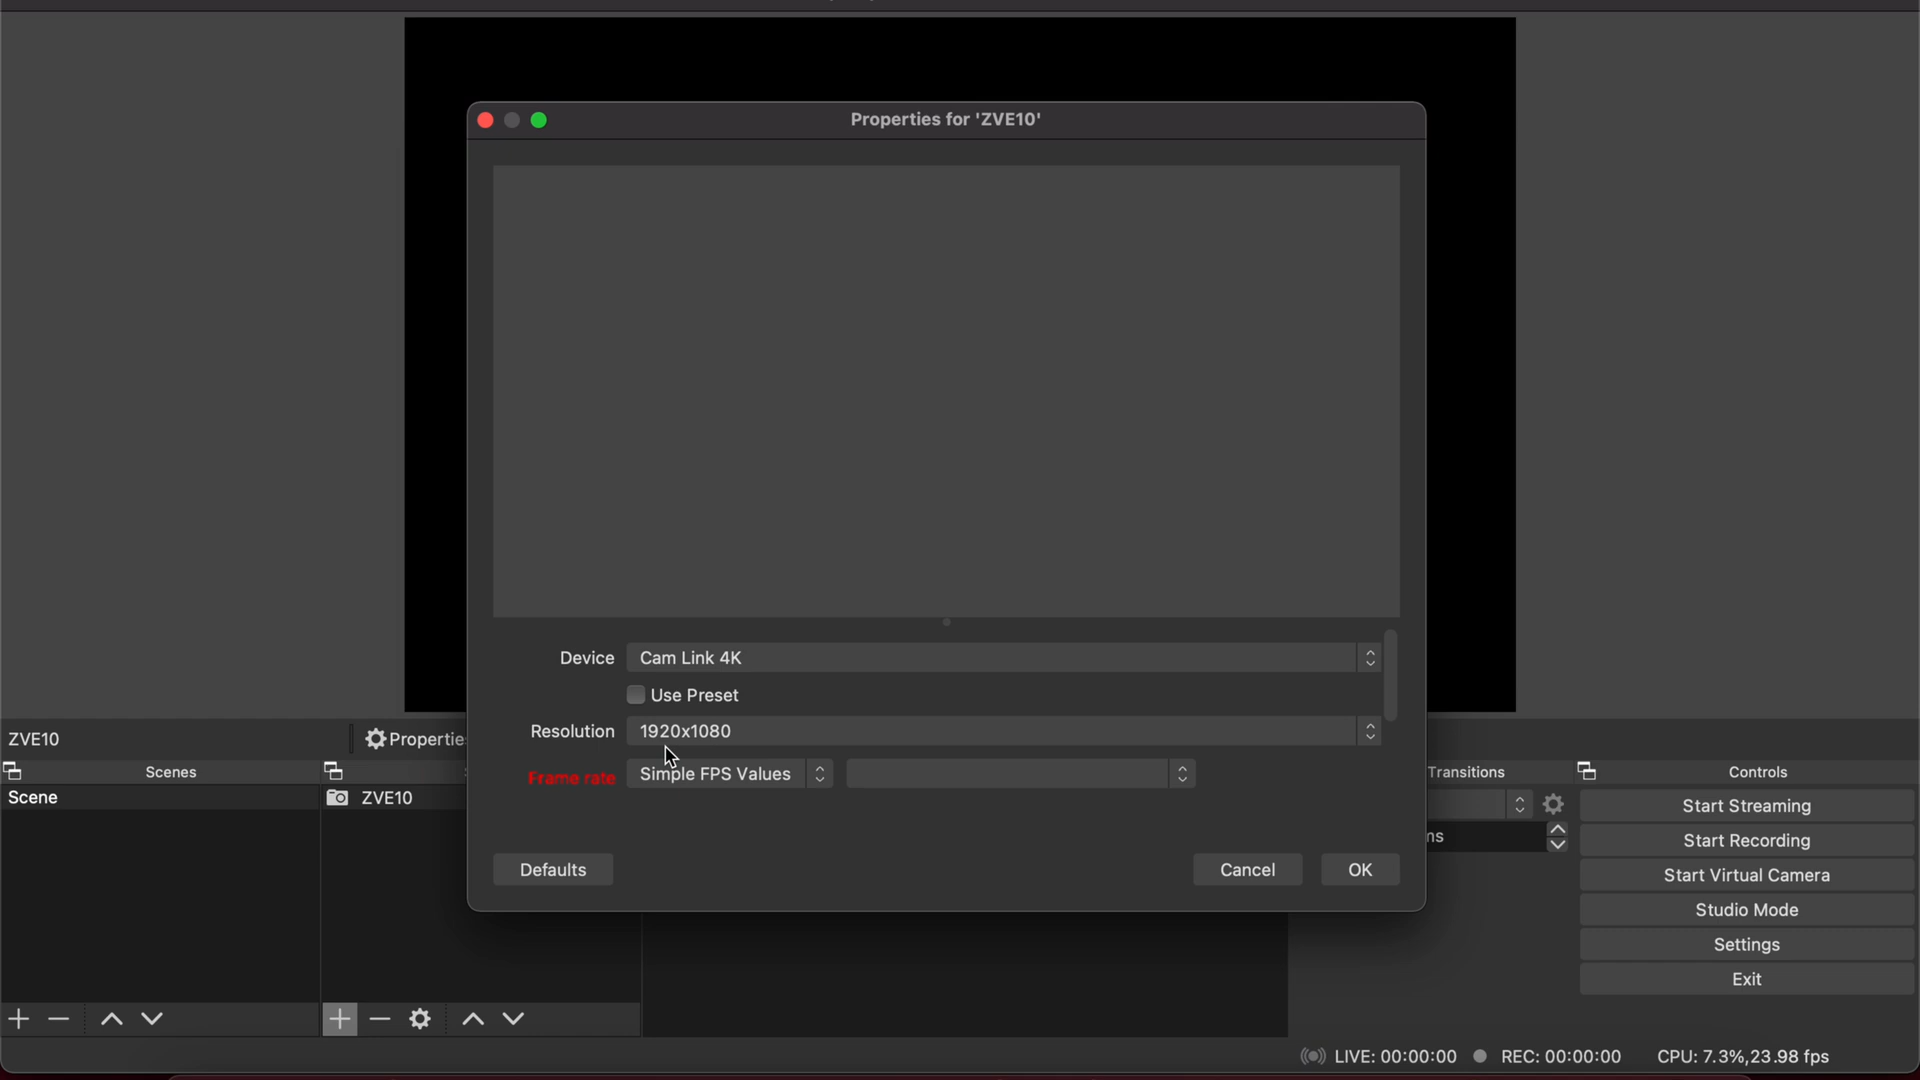 Properties for 'ZVE10'
Device Cam Link 4K
Use Preset
Resolution 1920x1080
Frame rate Simple FPS Values
Defaults Cancel OK
ZVE10 Propertie
Scenes
Scene
ZVE10
Transitions
ms
Controls
Start Streaming
Start Recording
Start Virtual Camera
Studio Mode
Settings
Exit
LIVE: 00:00:00 REC: 00:00:00 CPU: 7.3%,23.98 fps